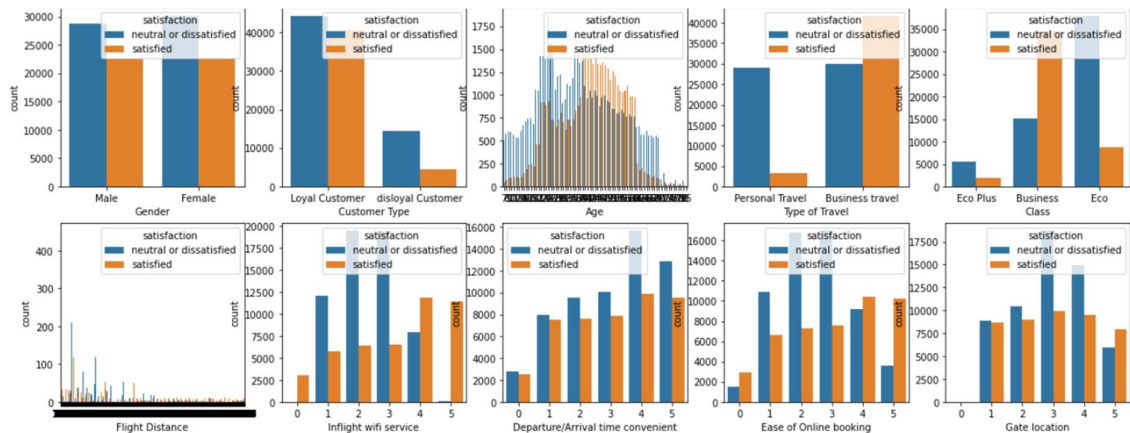 satisfaction
neutral or dissatisfied
satisfied
30000
25000
20000
15000
10000
5000
0
count
Male Female
Gender
satisfaction
neutral or dissatisfied
satisfied
40000
30000
20000
10000
0
count
Loyal Customer disloyal Customer
Customer Type
satisfaction
neutral or dissatisfied
satisfied
1750
1500
1250
1000
750
500
250
0
count
Age
satisfaction
neutral or dissatisfied
satisfied
40000
35000
30000
25000
20000
15000
10000
5000
0
count
Personal Travel Business travel
Type of Travel
satisfaction
neutral or dissatisfied
satisfied
35000
30000
25000
20000
15000
10000
5000
0
count
Eco Plus Business Eco
Class
satisfaction
neutral or dissatisfied
satisfied
400
300
200
100
0
count
Flight Distance
satisfaction
neutral or dissatisfied
satisfied
20000
17500
15000
12500
10000
7500
5000
2500
0
count
0 1 2 3 4 5
Inflight wifi service
satisfaction
neutral or dissatisfied
satisfied
16000
14000
12000
10000
8000
6000
4000
2000
0
count
0 1 2 3 4 5
Departure/Arrival time convenient
satisfaction
neutral or dissatisfied
satisfied
16000
14000
12000
10000
8000
6000
4000
2000
0
count
0 1 2 3 4 5
Ease of Online booking
satisfaction
neutral or dissatisfied
satisfied
17500
15000
12500
10000
7500
5000
2500
0
count
0 1 2 3 4 5
Gate location